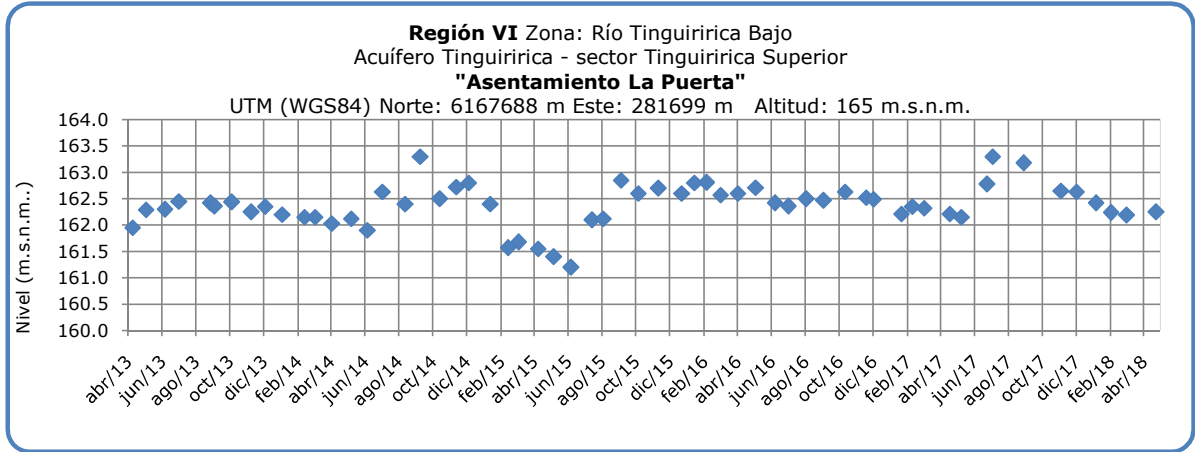 Región VI Zona: Río Tinguiririca Bajo
Acuífero Tinguiririca - sector Tinguiririca Superior
"Asentamiento La Puerta"
UTM (WGS84) Norte: 6167688 m Este: 281699 m Altitud: 165 m.s.n.m.
Nivel (m.s.n.m..)
164.0
163.5
163.0
162.5
162.0
161.5
161.0
160.5
160.0
abr/13
jun/13
ago/13
oct/13
dic/13
feb/14
abr/14
jun/14
ago/14
oct/14
dic/14
feb/15
abr/15
jun/15
ago/15
oct/15
dic/15
feb/16
abr/16
jun/16
ago/16
oct/16
dic/16
feb/17
abr/17
jun/17
ago/17
oct/17
dic/17
feb/18
abr/18